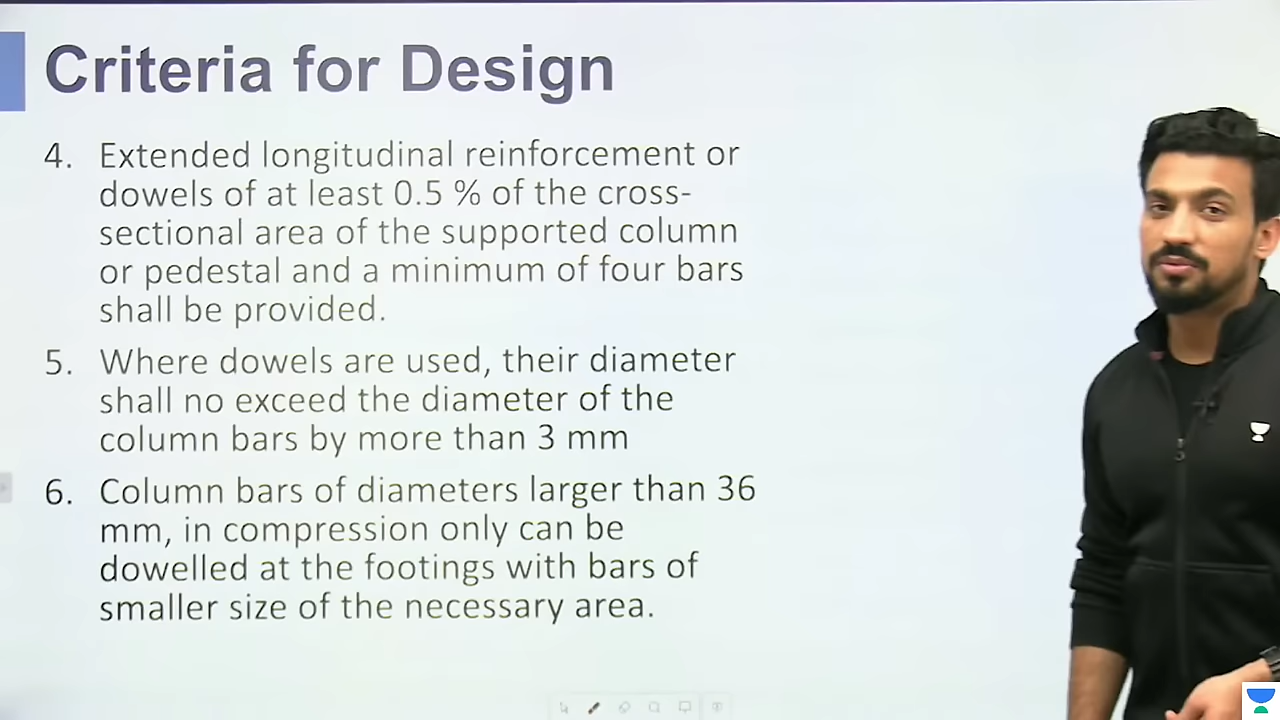 Criteria for Design
4. Extended longitudinal reinforcement or
dowels of at least 0.5 % of the cross-
sectional area of the supported column
or pedestal and a minimum of four bars
shall be provided.
5. Where dowels are used, their diameter
shall no exceed the diameter of the
column bars by more than 3 mm
6. Column bars of diameters larger than 36
mm, in compression only can be
dowelled at the footings with bars of
smaller size of the necessary area.